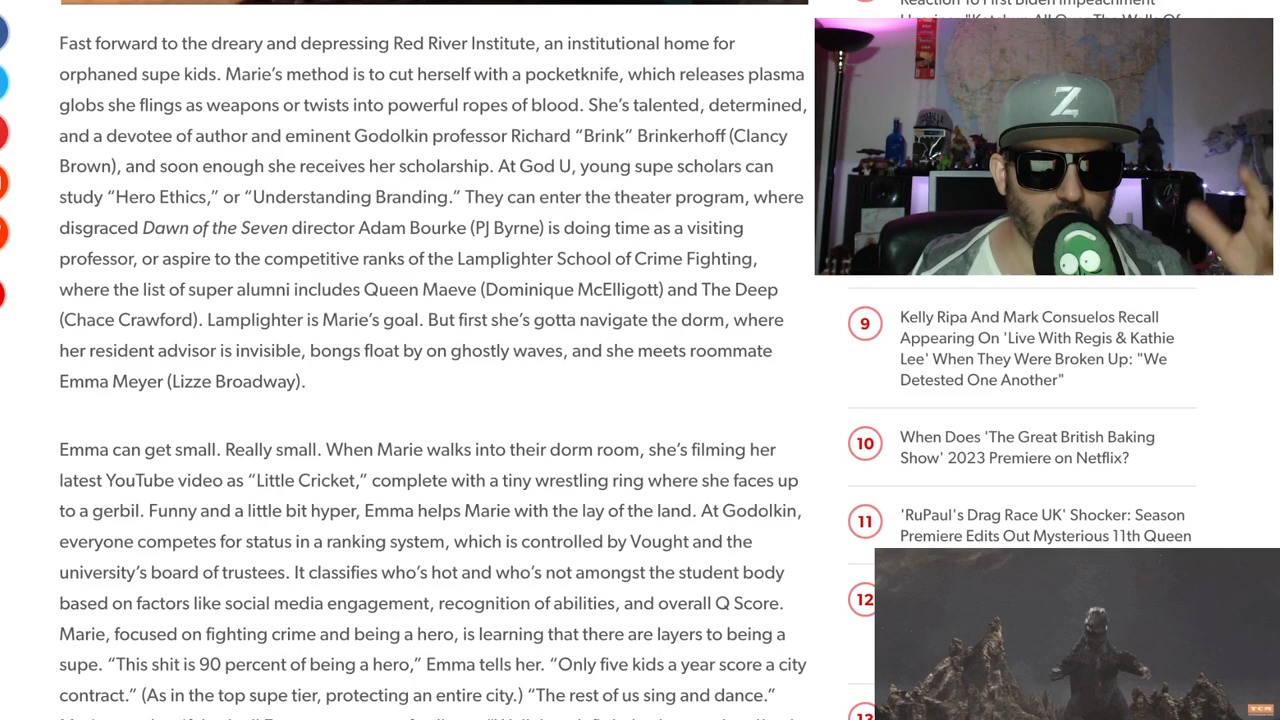 Fast forward to the dreary and depressing Red River Institute, an institutional home for
orphaned supe kids. Marie’s method is to cut herself with a pocketknife, which releases plasma
globs she flings as weapons or twists into powerful ropes of blood. She’s talented, determined,
and a devotee of author and eminent Godolkin professor Richard “Brink” Brinkerhoff (Clancy
Brown), and soon enough she receives her scholarship. At God U, young supe scholars can
study “Hero Ethics,” or “Understanding Branding.” They can enter the theater program, where
disgraced Dawn of the Seven director Adam Bourke (PJ Byrne) is doing time as a visiting
professor, or aspire to the competitive ranks of the Lamplighter School of Crime Fighting,
where the list of super alumni includes Queen Maeve (Dominique McElligott) and The Deep
(Chace Crawford). Lamplighter is Marie’s goal. But first she’s gotta navigate the dorm, where
her resident advisor is invisible, bongs float by on ghostly waves, and she meets roommate
Emma Meyer (Lizze Broadway).
Emma can get small. Really small. When Marie walks into their dorm room, she’s filming her
latest YouTube video as “Little Cricket,” complete with a tiny wrestling ring where she faces up
to a gerbil. Funny and a little bit hyper, Emma helps Marie with the lay of the land. At Godolkin,
everyone competes for status in a ranking system, which is controlled by Vought and the
university’s board of trustees. It classifies who’s hot and who’s not amongst the student body
based on factors like social media engagement, recognition of abilities, and overall Q Score.
Marie, focused on fighting crime and being a hero, is learning that there are layers to being a
supe. “This shit is 90 percent of being a hero,” Emma tells her. “Only five kids a year score a city
contract.” (As in the top supe tier, protecting an entire city.) “The rest of us sing and dance.”
Reaction To First Biden Impeachment
Z
9
Kelly Ripa And Mark Consuelos Recall
Appearing On 'Live With Regis & Kathie
Lee' When They Were Broken Up: "We
Detested One Another"
10
When Does 'The Great British Baking
Show' 2023 Premiere on Netflix?
11
'RuPaul's Drag Race UK' Shocker: Season
Premiere Edits Out Mysterious 11th Queen
12
13
TCM